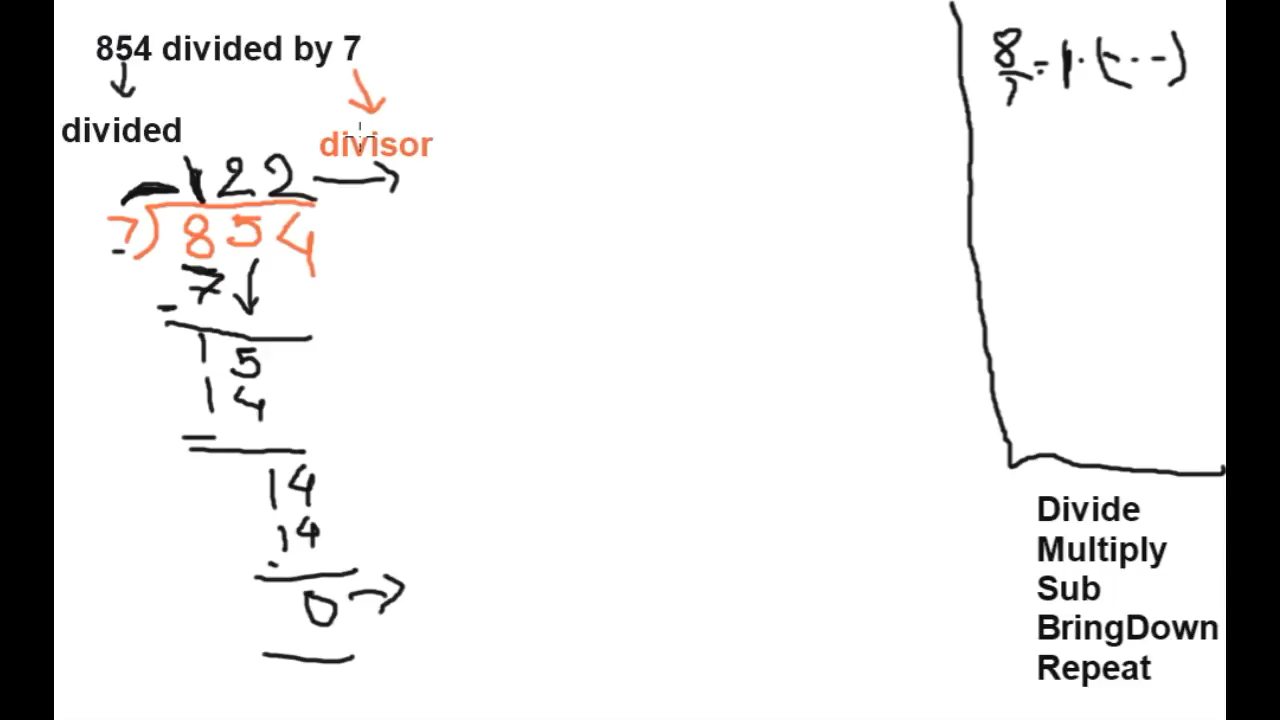 854 divided by 7
divided
divisor
122
7)854
- 7
15
14
14
14
0
8/7 = 1. (-.. -)
Divide
Multiply
Sub
BringDown
Repeat